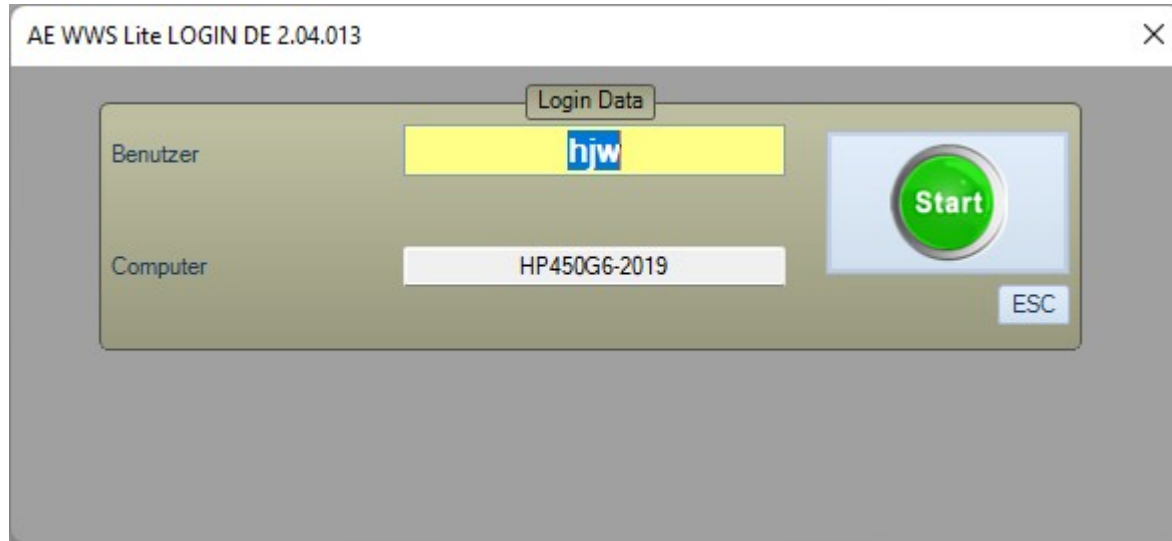 AE WWS Lite LOGIN DE 2.04.013
Login Data
Benutzer
hjw
Start
Computer
HP450G6-2019
ESC